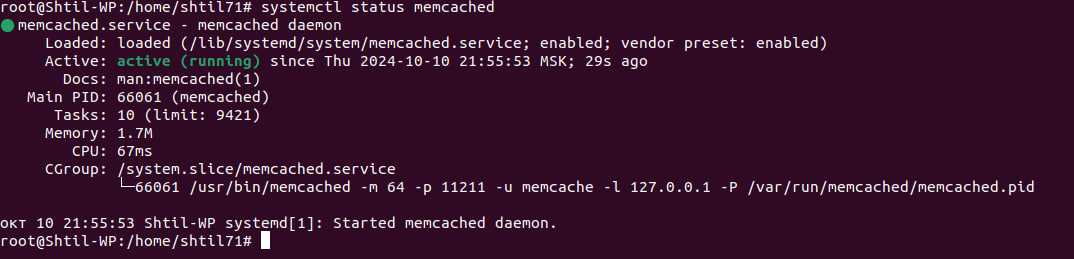 root@Shtil-WP:/home/shtil71# systemctl status memcached
● memcached.service - memcached daemon
Loaded: loaded (/lib/systemd/system/memcached.service; enabled; vendor preset: enabled)
Active: active (running) since Thu 2024-10-10 21:55:53 MSK; 29s ago
Docs: man:memcached(1)
Main PID: 66061 (memcached)
Tasks: 10 (limit: 9421)
Memory: 1.7M
CPU: 67ms
CGroup: /system.slice/memcached.service
└─66061 /usr/bin/memcached -m 64 -p 11211 -u memcache -l 127.0.0.1 -P /var/run/memcached/memcached.pid
окт 10 21:55:53 Shtil-WP systemd[1]: Started memcached daemon.
root@Shtil-WP:/home/shtil71#